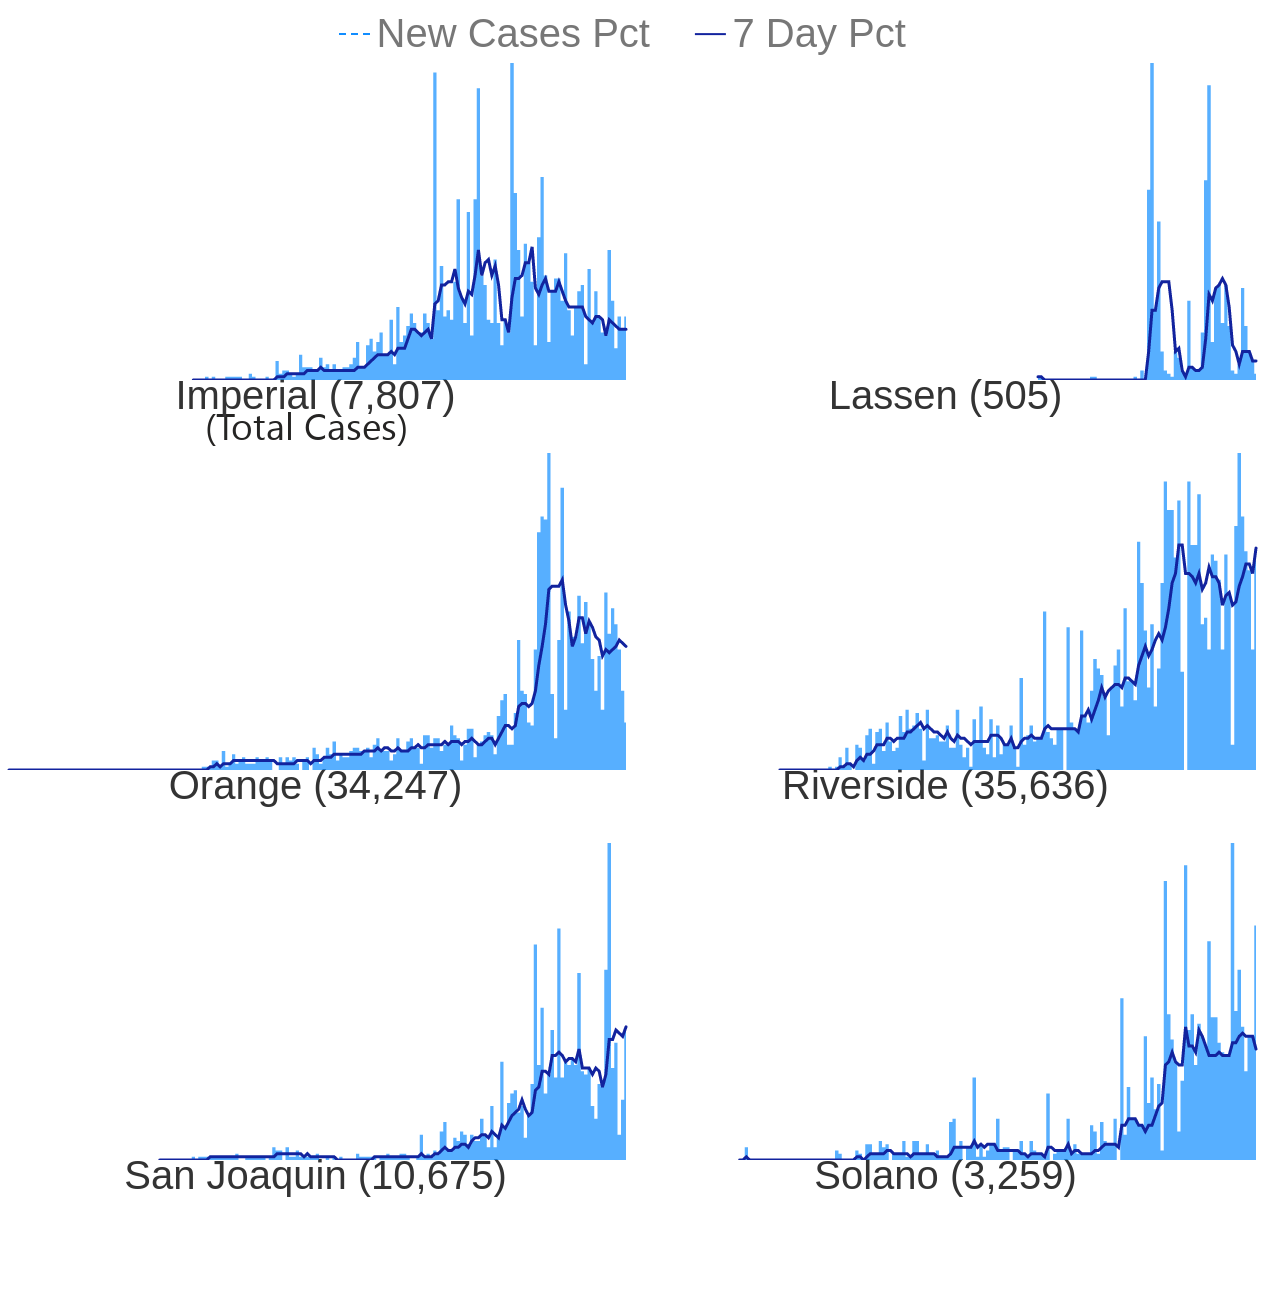 New Cases Pct 7 Day Pct
Imperial (7,807) Lassen (505)
(Total Cases)
Orange (34,247) Riverside (35,636)
San Joaquin (10,675) Solano (3,259)